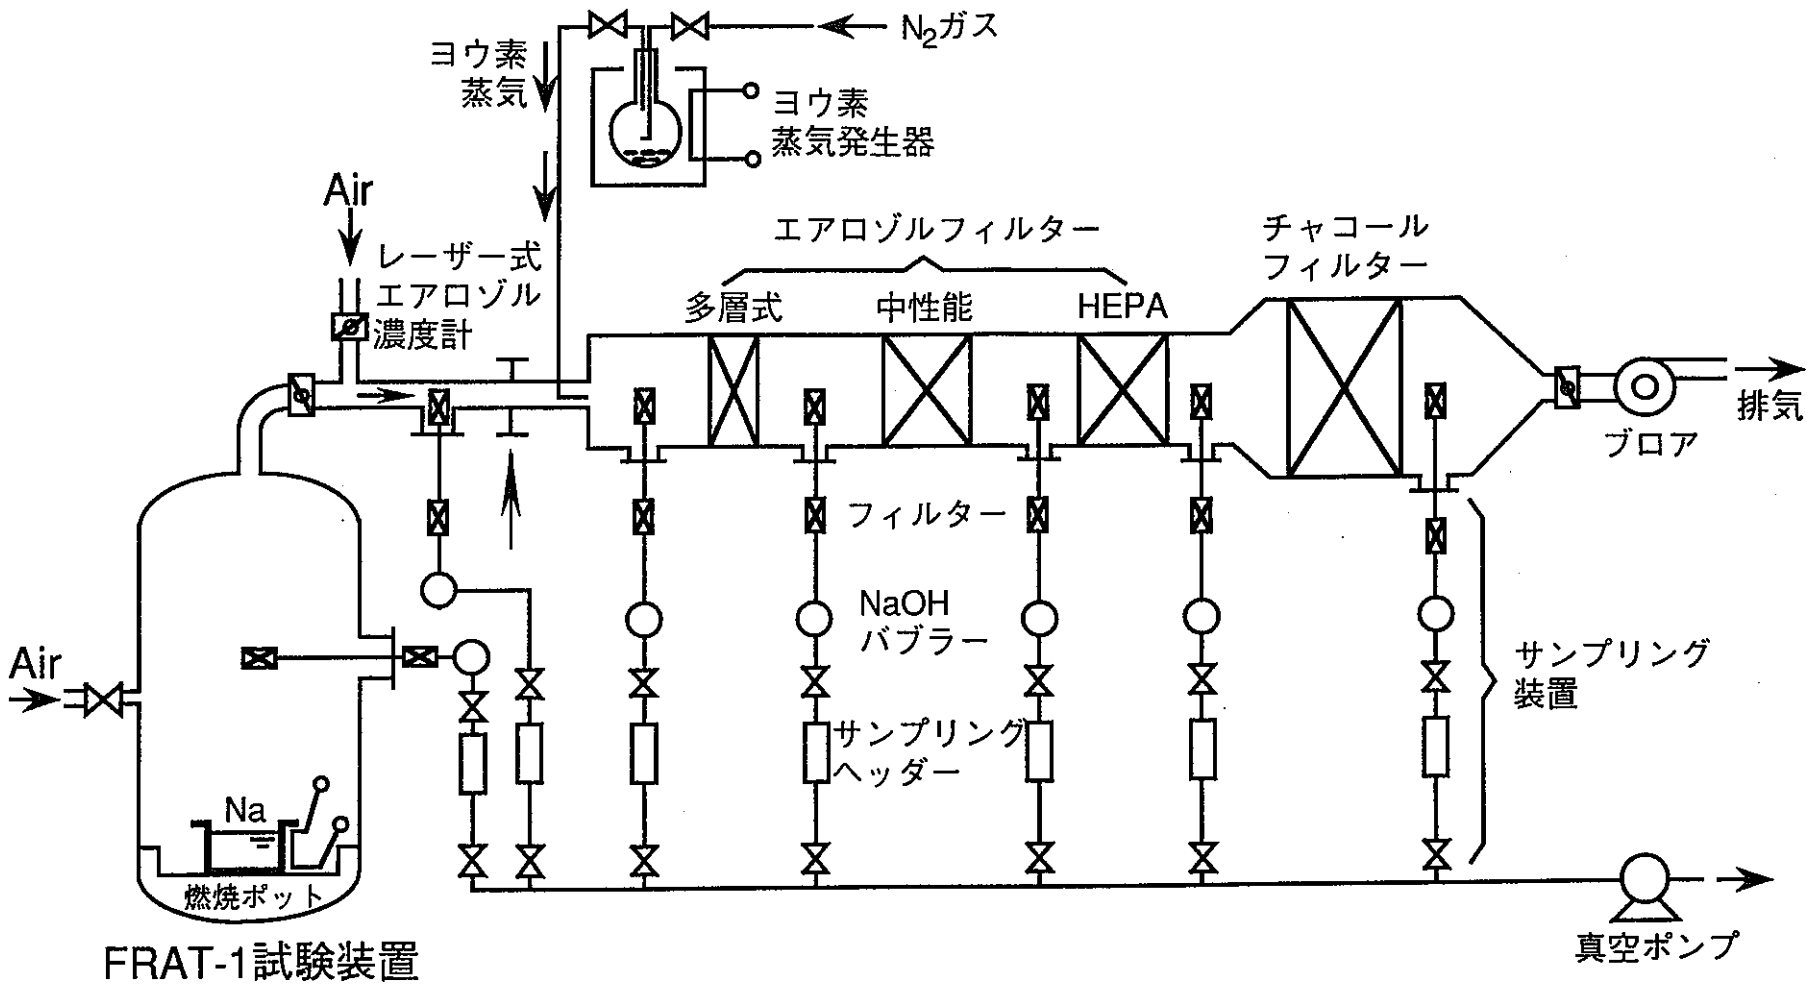 N2ガス
ヨウ素
蒸気
ヨウ素
蒸気発生器
Air
レーザー式
エアロゾル
濃度計
エアロゾルフィルター
多層式
中性能
HEPA
チャコール
フィルター
排気
ブロア
フィルター
NaOH
バブラー
Air
サンプリング
装置
サンプリング
ヘッダー
Na
燃焼ポット
真空ポンプ
FRAT-1試験装置